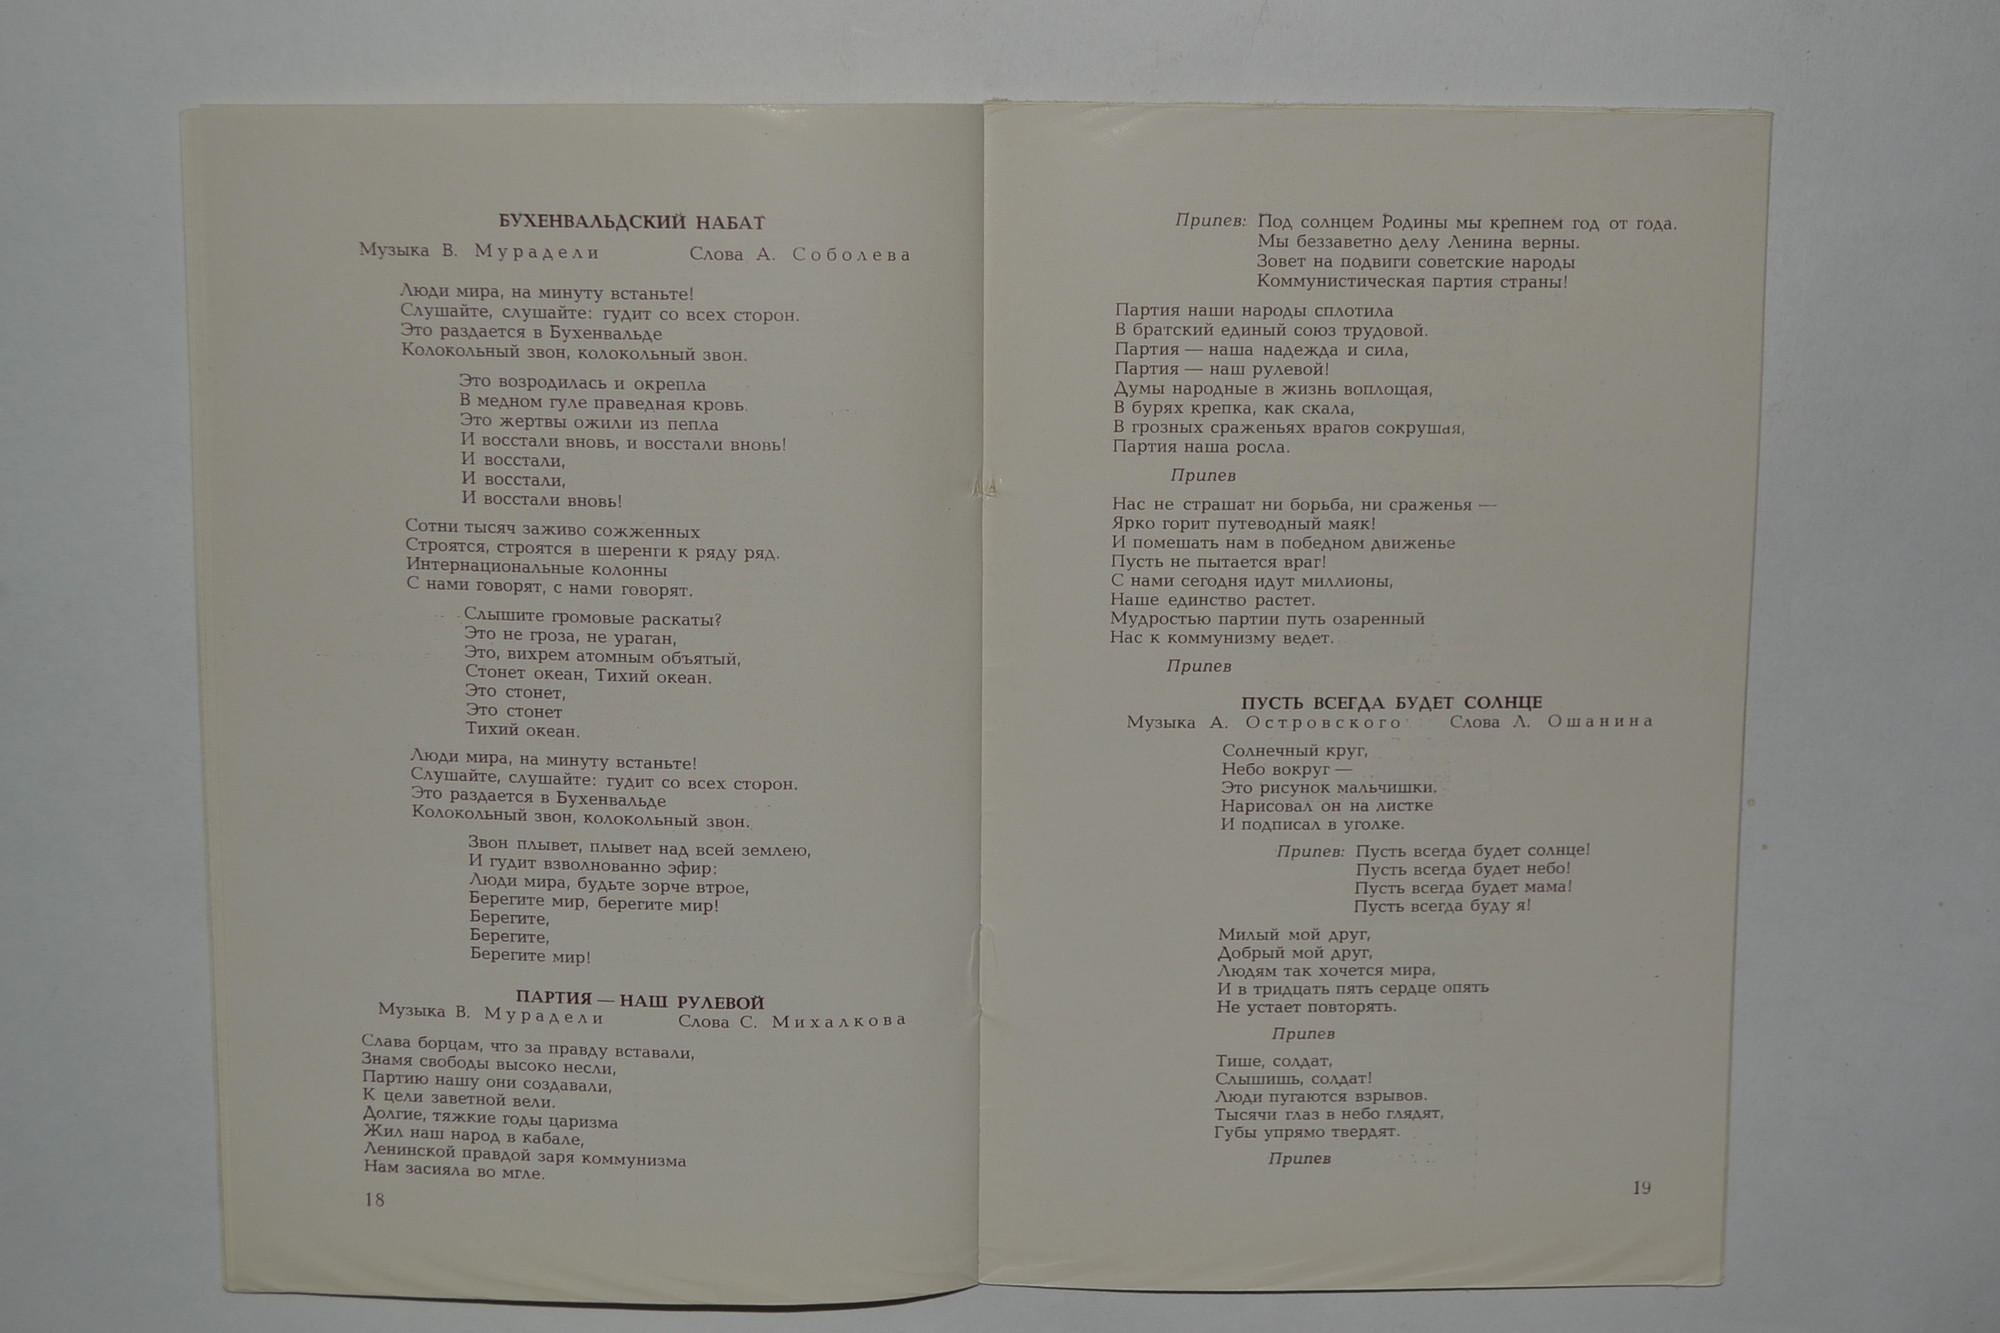 БУХЕНВАЛЬДСКИЙ НАБАТ
Музыка В. Мурадели Слова А. Соболева
Люди мира, на минуту встаньте!
Слушайте, слушайте: гудит со всех сторон.
Это раздается в Бухенвальде
Колокольный звон, колокольный звон.
Это возродилась и окрепла
В медном гуле праведная кровь.
Это жертвы ожили из пепла
И восстали вновь, и восстали вновь!
И восстали,
И восстали,
И восстали вновь!
Сотни тысяч заживо сожженных
Строятся, строятся в шеренги к ряду ряд.
Интернациональные колонны
С нами говорят, с нами говорят.
Слышите громовые раскаты?
Это не гроза, не ураган,
Это, вихрем атомным объятый,
Стонет океан, Тихий океан.
Это стонет,
Это стонет
Тихий океан.
Люди мира, на минуту встаньте!
Слушайте, слушайте: гудит со всех сторон.
Это раздается в Бухенвальде
Колокольный звон, колокольный звон.
Звон плывет, плывет над всей землею,
И гудит взволнованно эфир:
Люди мира, будьте зорче втрое,
Берегите мир, берегите мир!
Берегите,
Берегите,
Берегите мир!
ПАРТИЯ — НАШ РУЛЕВОЙ
Музыка В. Мурадели Слова С. Михалкова
Слава борцам, что за правду вставали,
Знамя свободы высоко несли,
Партию нашу они создавали,
К цели заветной вели.
Долгие, тяжкие годы царизма
Жил наш народ в кабале,
Ленинской правдой заря коммунизма
Нам засияла во мгле.
18
Припев: Под солнцем Родины мы крепнем год от года.
Мы беззаветно делу Ленина верны.
Зовет на подвиги советские народы
Коммунистическая партия страны!
Партия наши народы сплотила
В братский единый союз трудовой.
Партия — наша надежда и сила,
Партия — наш рулевой!
Думы народные в жизнь воплощая,
В бурях крепка, как скала,
В грозных сраженьях врагов сокрушая,
Партия наша росла.
Припев
Нас не страшат ни борьба, ни сраженья —
Ярко горит путеводный маяк!
И помешать нам в победном движенье
Пусть не пытается враг!
С нами сегодня идут миллионы,
Наше единство растет.
Мудростью партии путь озаренный
Нас к коммунизму ведет.
Припев
ПУСТЬ ВСЕГДА БУДЕТ СОЛНЦЕ
Музыка А. Островского Слова Л. Ошанина
Солнечный круг,
Небо вокруг —
Это рисунок мальчишки.
Нарисовал он на листке
И подписал в уголке.
Припев: Пусть всегда будет солнце!
Пусть всегда будет небо!
Пусть всегда будет мама!
Пусть всегда буду я!
Милый мой друг,
Добрый мой друг,
Людям так хочется мира,
И в тридцать пять сердце опять
Не устает повторять.
Припев
Тише, солдат,
Слышишь, солдат!
Люди пугаются взрывов.
Тысячи глаз в небо глядят,
Губы упрямо твердят.
Припев
19